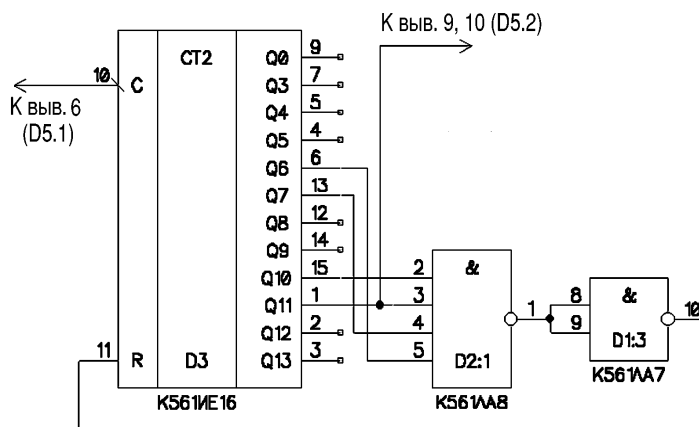 К выв. 9, 10 (D5.2)
10
C
CT2
Q0 9
Q3 7
К выв. 6
(D5.1)
Q4 5
Q5 4
Q6 6
Q7 13
Q8 12
Q9 14
Q10 15
Q11 1
Q12 2
Q13 3
11
R
D3
К561ИЕ16
2
3
4
5
&
D2:1
1
К561ЛА8
8
9
&
D1:3
10
К561ЛА7